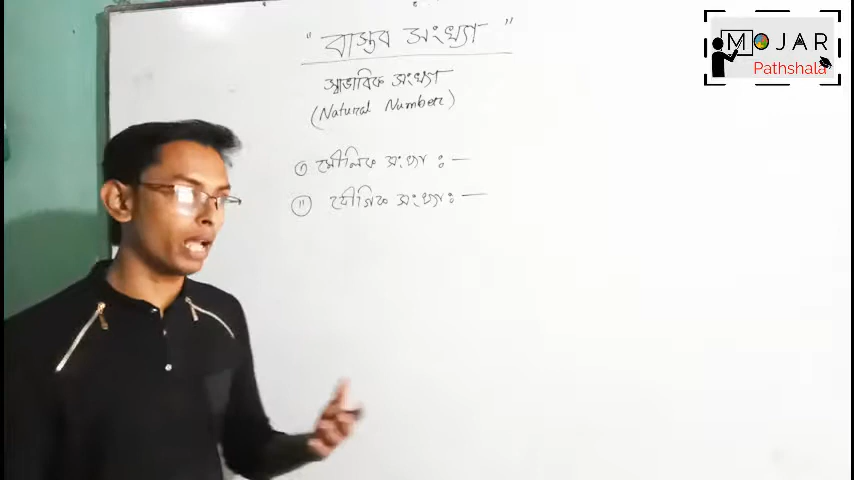 " বাস্তব সংখ্যা "
স্বাভাবিক সংখ্যা
(Natural Number)
(i) মৌলিক সংখ্যা : —
(ii) যৌগিক সংখ্যা : —
MOJAR
Pathshala